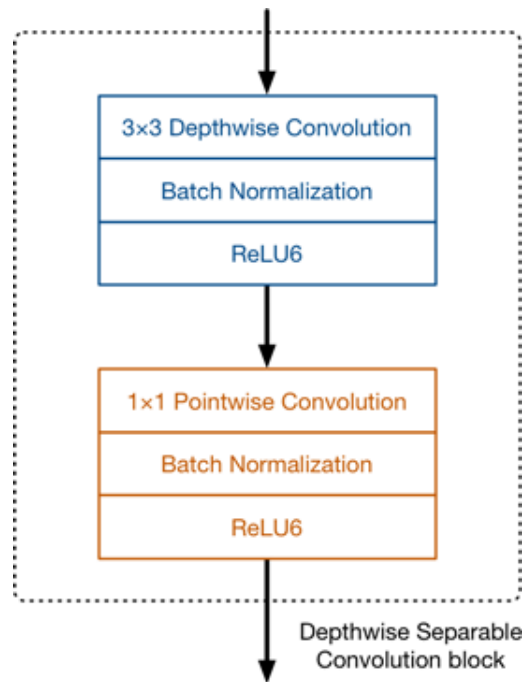 3×3 Depthwise Convolution
Batch Normalization
ReLU6
1×1 Pointwise Convolution
Batch Normalization
ReLU6
Depthwise Separable
Convolution block